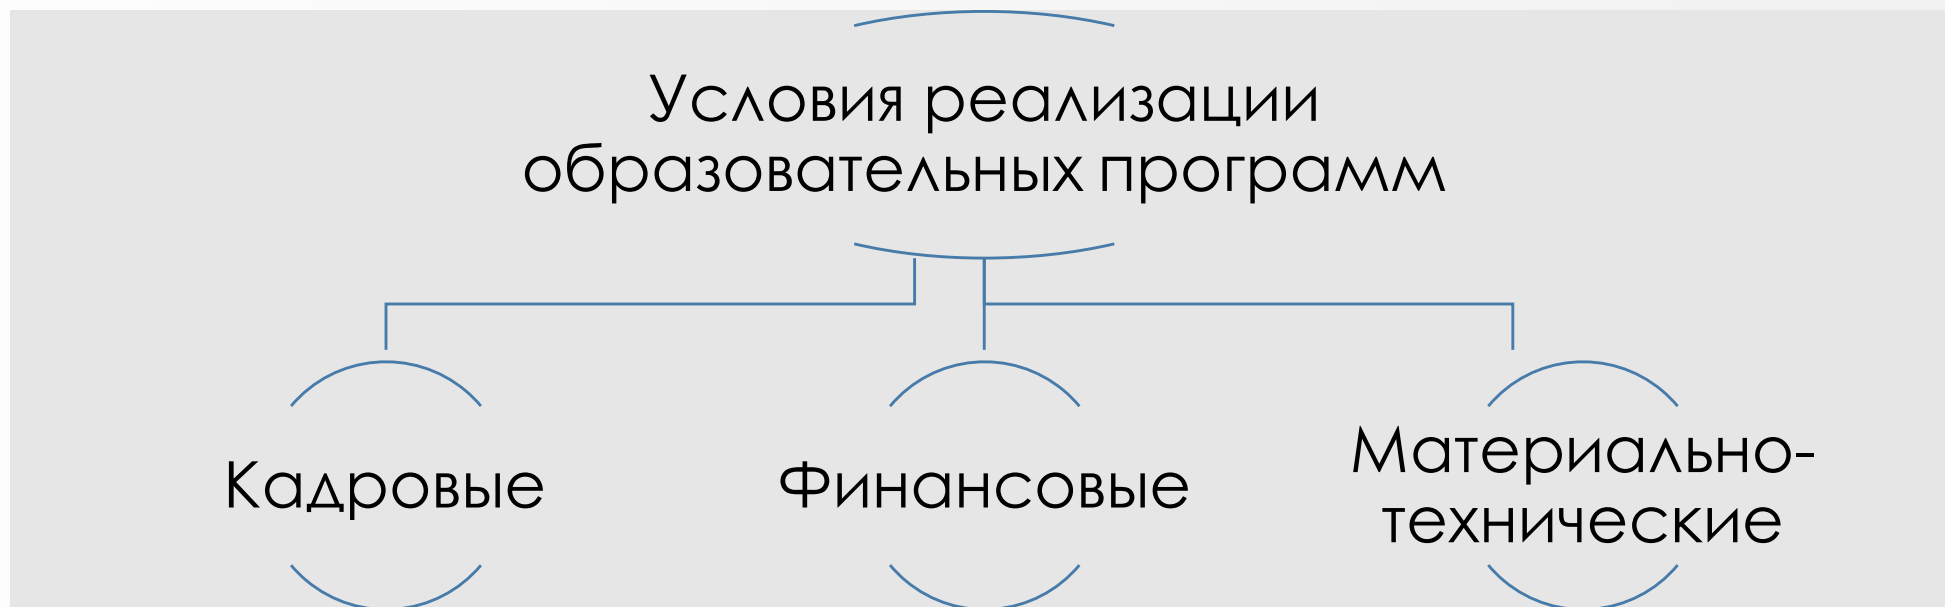 Условия реализации
образовательных программ
Кадровые
Финансовые
Материально-
технические